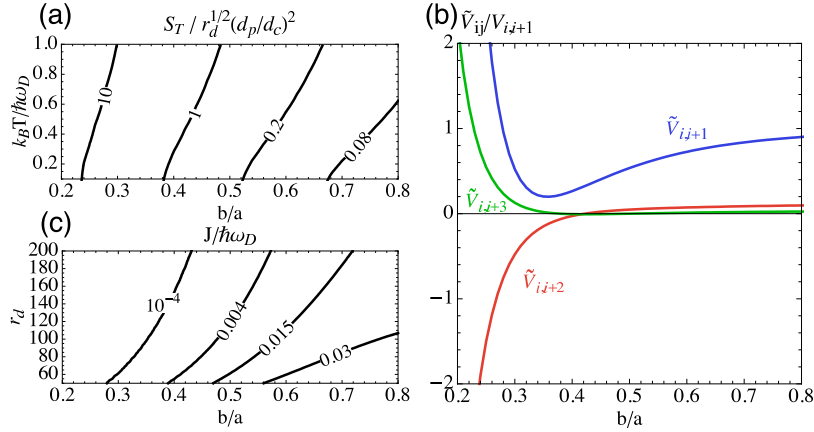 (a)
S_T / r_d^{1/2}(d_p/d_c)^2
1.0
0.8
0.6
0.4
0.2
k_BT/ħω_D
10
1
0.2
0.08
0.2 0.3 0.4 0.5 0.6 0.7 0.8
b/a
(c)
J/ħω_D
200
180
160
140
120
100
80
60
r_d
10^{-4}
0.004
0.015
0.03
0.2 0.3 0.4 0.5 0.6 0.7 0.8
b/a
(b)
Ṽ_{ij}/V_{i,i+1}
2
1
0
−1
−2
Ṽ_{i,i+1}
Ṽ_{i,i+3}
Ṽ_{i,i+2}
0.2 0.3 0.4 0.5 0.6 0.7 0.8
b/a